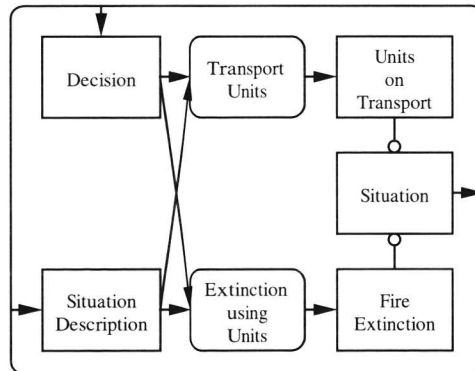 Decision
Transport
Units
Units
on
Transport
Situation
Situation
Description
Extinction
using
Units
Fire
Extinction